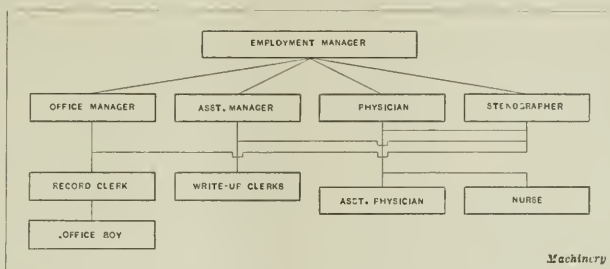 EMPLOYMENT MANAGER
OFFICE MANAGER ASST. MANAGER PHYSICIAN STENOGRAPHER
RECORD CLERK WRITE-UP CLERKS ASST. PHYSICIAN NURSE
OFFICE BOY
Machinery